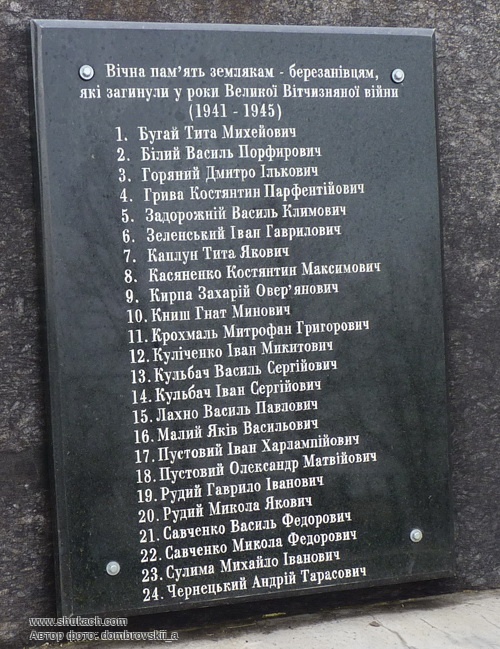 Вічна пам'ять землякам - березанівцям,
які загинули у роки Великої Вітчизняної війни
(1941 - 1945)
1. Бугай Тита Михейович
2. Білий Василь Порфирович
3. Горяний Дмитро Ількович
4. Грива Костянтин Парфентійович
5. Задорожній Василь Климович
6. Зеленський Іван Гаврилович
7. Каплун Тита Якович
8. Касяненко Костянтин Максимович
9. Кирпа Захарій Овер'янович
10. Книш Гнат Минович
11. Крохмаль Митрофан Григорович
12. Куліченко Іван Микитович
13. Кульбач Василь Сергійович
14. Кульбач Іван Сергійович
15. Лахно Василь Павлович
16. Малий Яків Васильович
17. Пустовий Іван Харлампійович
18. Пустовий Олександр Матвійович
19. Рудий Гаврило Іванович
20. Рудий Микола Якович
21. Савченко Василь Федорович
22. Савченко Микола Федорович
23. Сулима Михайло Іванович
24. Чернецький Андрій Тарасович
www.shukach.com
Автор фото: dombrovskii_a